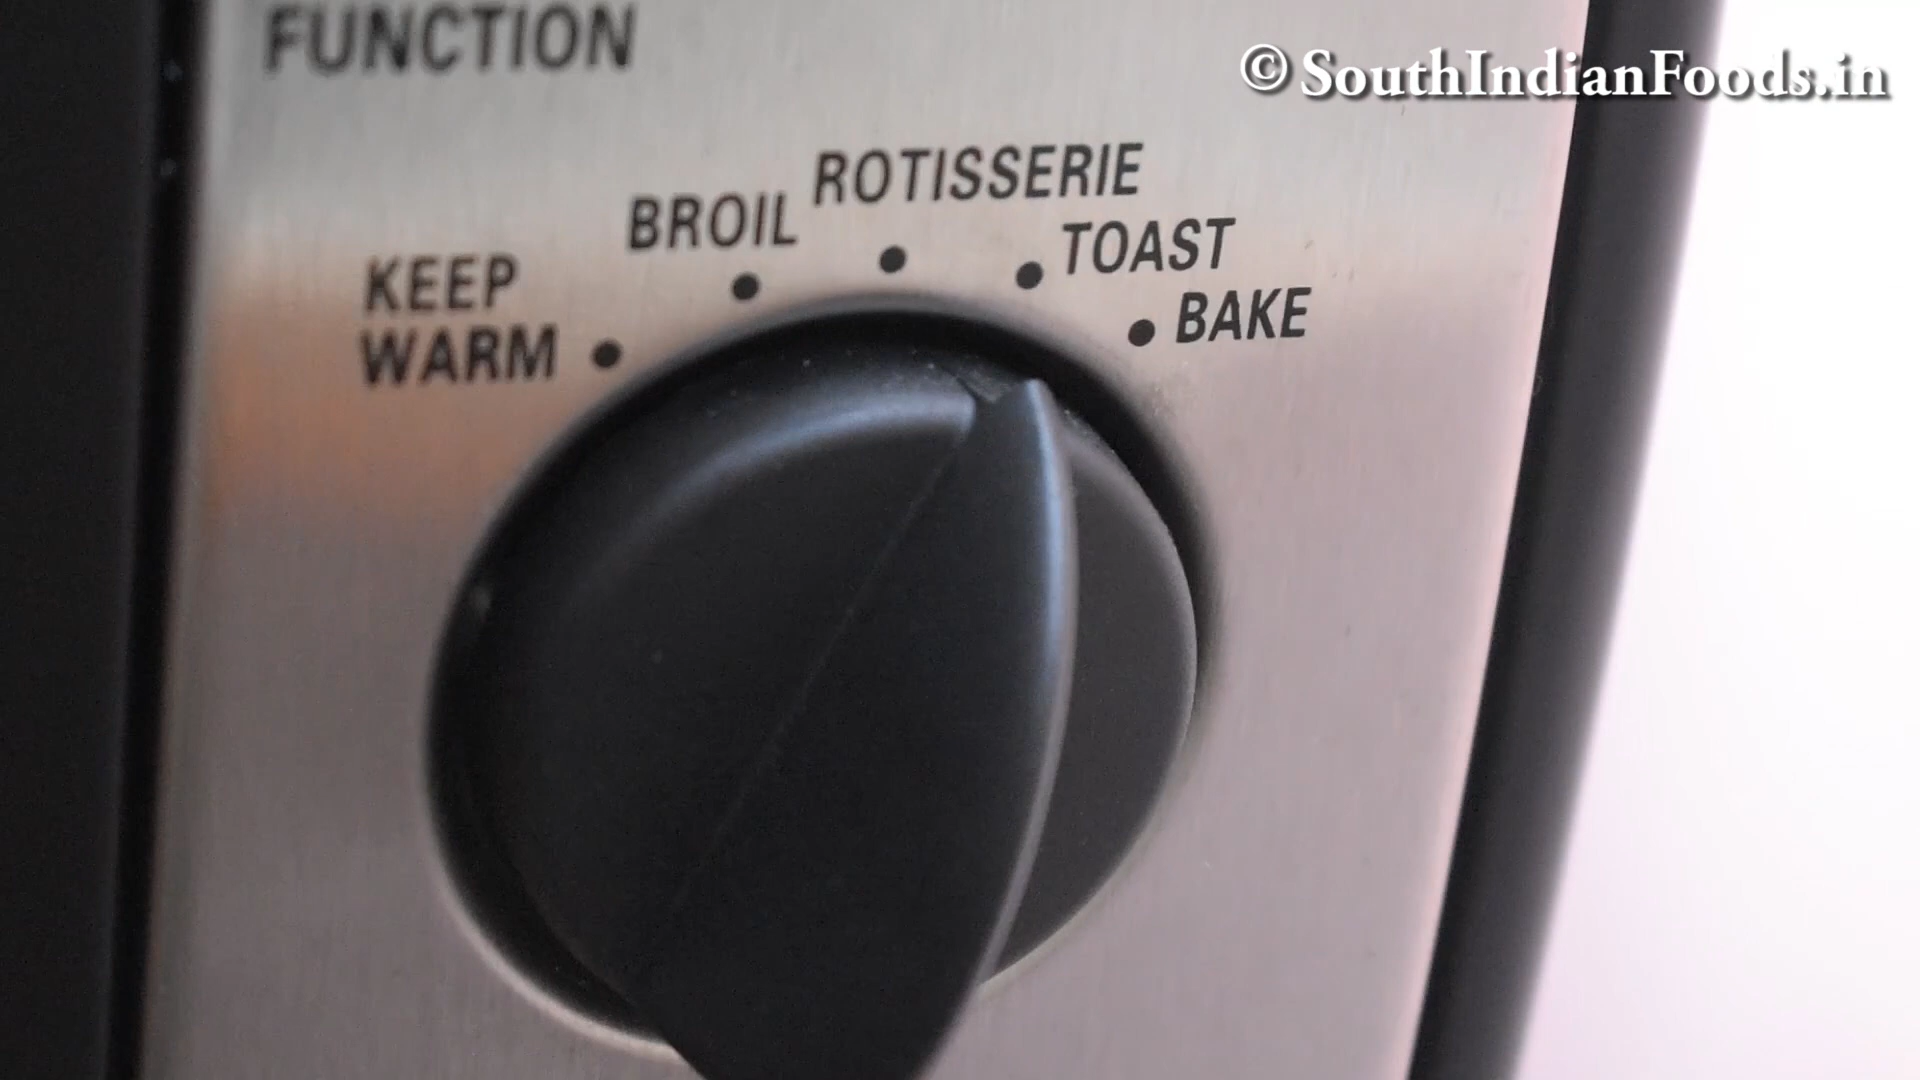 FUNCTION
© SouthIndianFoods.in
ROTISSERIE
BROIL
TOAST
KEEP
WARM
BAKE